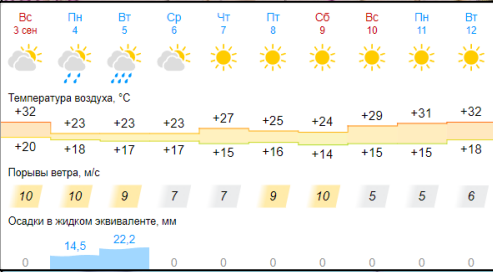 Вс Пн Вт Ср Чт Пт Сб Вс Пн Вт
3 сен 4 5 6 7 8 9 10 11 12
Температура воздуха, °C
+32 +23 +23 +23 +27 +25 +24 +29 +31 +32
+20 +18 +17 +17 +15 +16 +14 +15 +15 +18
Порывы ветра, м/с
10 10 9 7 7 9 10 5 5 6
Осадки в жидком эквиваленте, мм
0 14,5 22,2 0 0 0 0 0 0 0